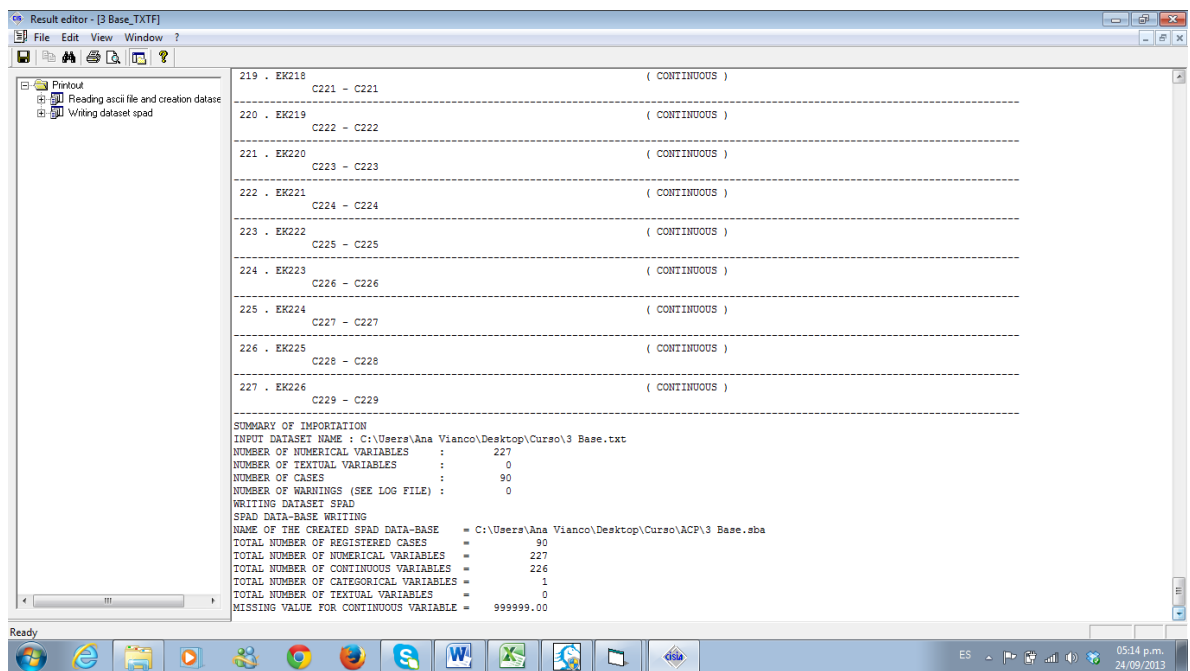 Result editor - [3 Base_TXTF]
File Edit View Window ?
Printout
Reading ascii file and creation datase
Writing dataset spad
219 . EK218 ( CONTINUOUS )
C221 - C221
220 . EK219 ( CONTINUOUS )
C222 - C222
221 . EK220 ( CONTINUOUS )
C223 - C223
222 . EK221 ( CONTINUOUS )
C224 - C224
223 . EK222 ( CONTINUOUS )
C225 - C225
224 . EK223 ( CONTINUOUS )
C226 - C226
225 . EK224 ( CONTINUOUS )
C227 - C227
226 . EK225 ( CONTINUOUS )
C228 - C228
227 . EK226 ( CONTINUOUS )
C229 - C229
SUMMARY OF IMPORTATION
INPUT DATASET NAME : C:\Users\Ana Vianco\Desktop\Curso\3 Base.txt
NUMBER OF NUMERICAL VARIABLES : 227
NUMBER OF TEXTUAL VARIABLES : 0
NUMBER OF CASES : 90
NUMBER OF WARNINGS (SEE LOG FILE) : 0
WRITING DATASET SPAD
SPAD DATA-BASE WRITING
NAME OF THE CREATED SPAD DATA-BASE = C:\Users\Ana Vianco\Desktop\Curso\ACP\3 Base.sba
TOTAL NUMBER OF REGISTERED CASES = 90
TOTAL NUMBER OF NUMERICAL VARIABLES = 227
TOTAL NUMBER OF CONTINUOUS VARIABLES = 226
TOTAL NUMBER OF CATEGORICAL VARIABLES = 1
TOTAL NUMBER OF TEXTUAL VARIABLES = 0
MISSING VALUE FOR CONTINUOUS VARIABLE = 999999.00
Ready
cisia
ES 05:14 p.m.
24/09/2013